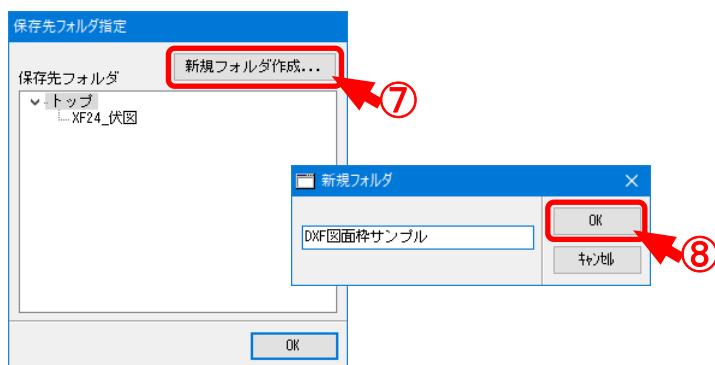 保存先フォルダ指定
新規フォルダ作成...
⑦
保存先フォルダ
トップ
XF24_伏図
新規フォルダ
DXF図面枠サンプル
OK
⑧
ｷｬﾝｾﾙ
OK